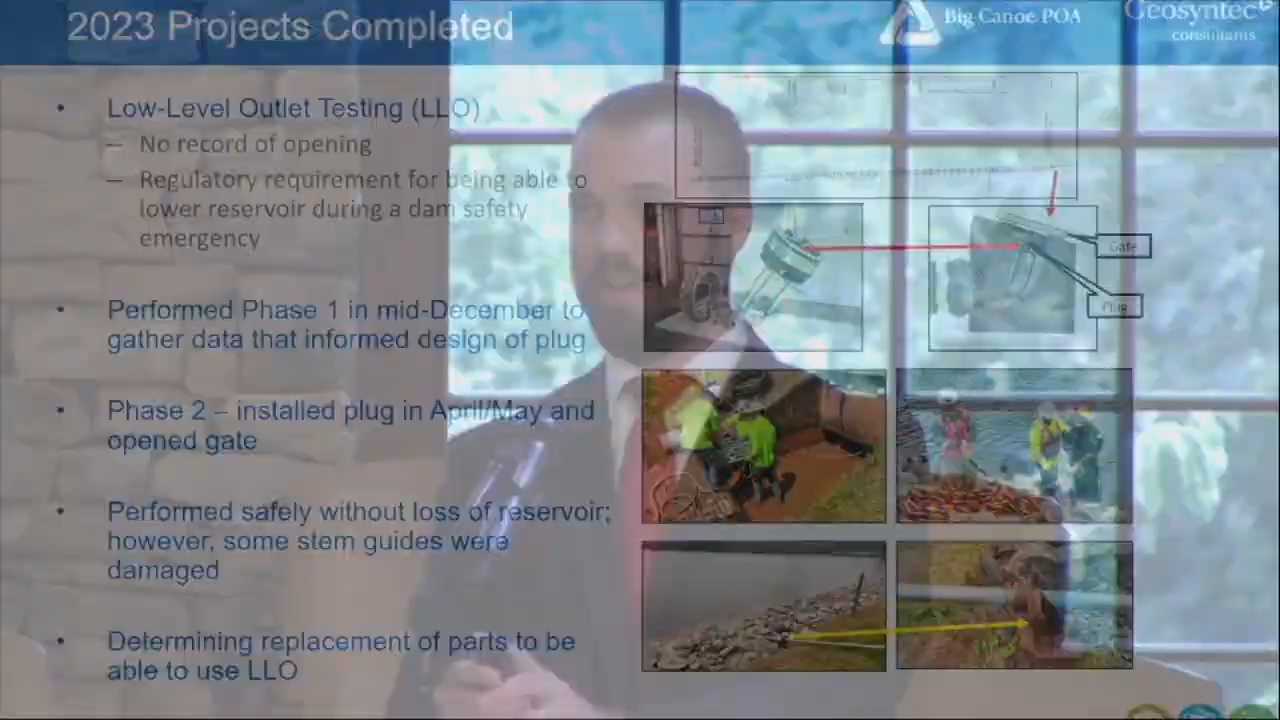 2023 Projects Completed
Big Canoe POA
Geosyntec
consultants
• Low-Level Outlet Testing (LLO)
– No record of opening
– Regulatory requirement for being able to
lower reservoir during a dam safety
emergency
• Performed Phase 1 in mid-December to
gather data that informed design of plug
• Phase 2 – installed plug in April/May and
opened gate
• Performed safely without loss of reservoir;
however, some stem guides were
damaged
• Determining replacement of parts to be
able to use LLO
Gate
Plug